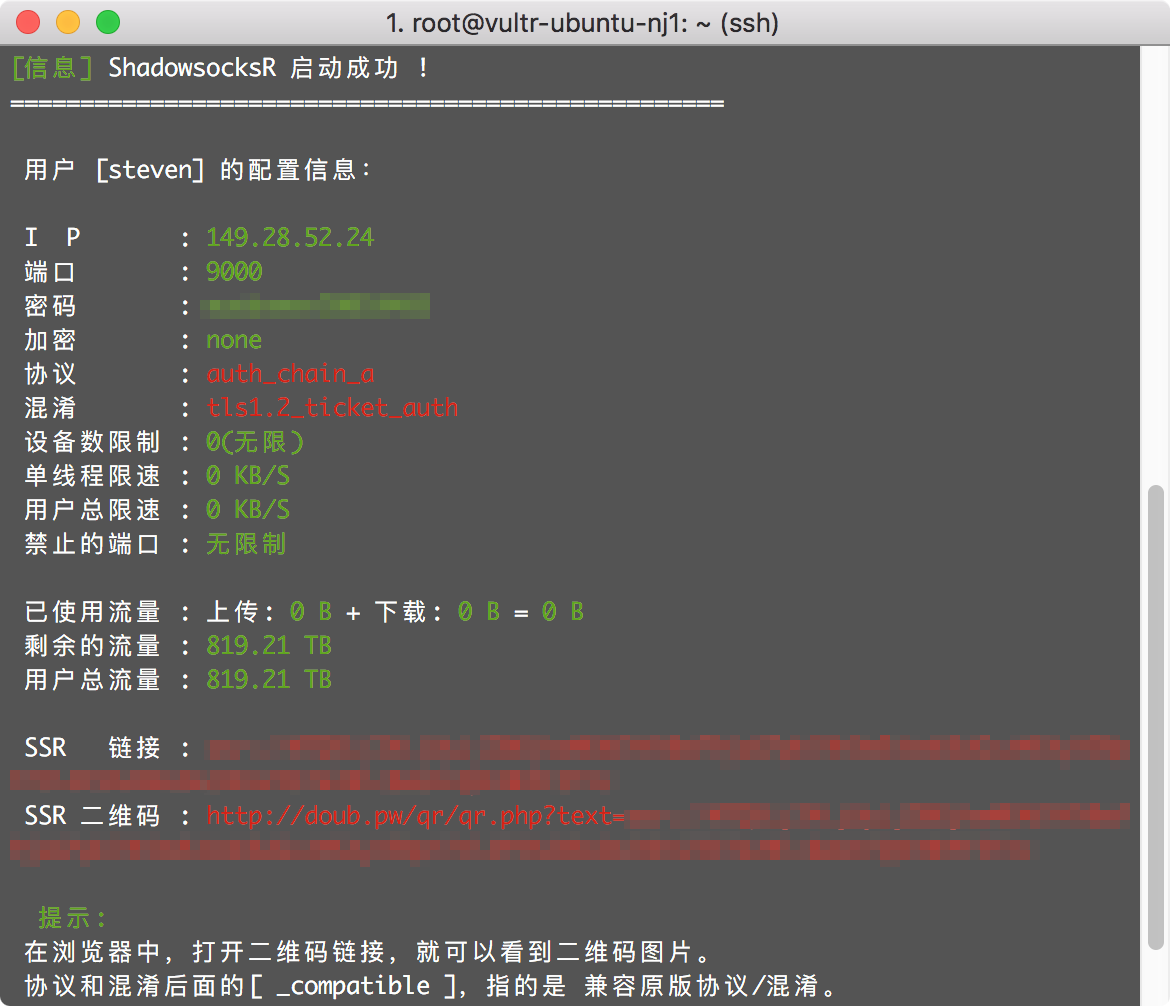 1. root@vultr-ubuntu-nj1: ~ (ssh)
[信息] ShadowsocksR 启动成功 !
===================================================
用户 [steven] 的配置信息:
I P : 149.28.52.24
端口 : 9000
密码 :
加密 : none
协议 : auth_chain_a
混淆 : tls1.2_ticket_auth
设备数限制 : 0(无限)
单线程限速 : 0 KB/S
用户总限速 : 0 KB/S
禁止的端口 : 无限制
已使用流量 : 上传: 0 B + 下载: 0 B = 0 B
剩余的流量 : 819.21 TB
用户总流量 : 819.21 TB
SSR 链接 :
SSR 二维码 : http://doub.pw/qr/qr.php?text=
提示:
在浏览器中, 打开二维码链接, 就可以看到二维码图片。
协议和混淆后面的[ _compatible ], 指的是 兼容原版协议/混淆。